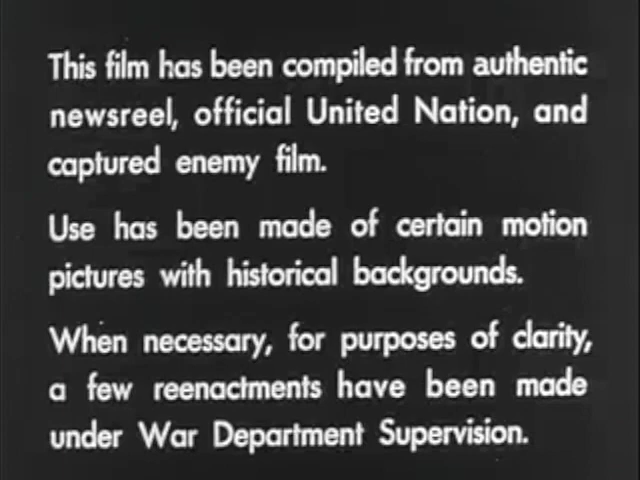 This film has been compiled from authentic
newsreel, official United Nation, and
captured enemy film.
Use has been made of certain motion
pictures with historical backgrounds.
When necessary, for purposes of clarity,
a few reenactments have been made
under War Department Supervision.